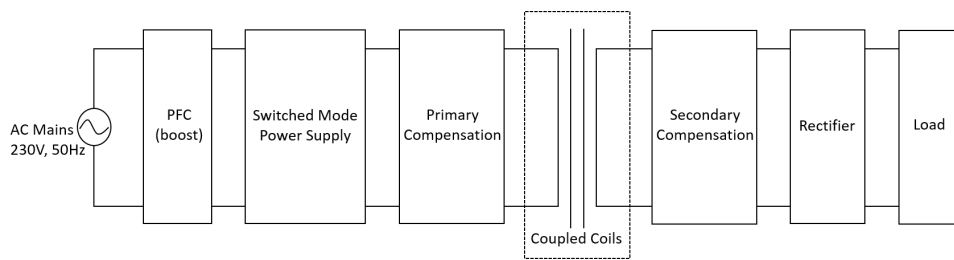 AC Mains
230V, 50Hz
PFC
(boost)
Switched Mode
Power Supply
Primary
Compensation
Coupled Coils
Secondary
Compensation
Rectifier
Load